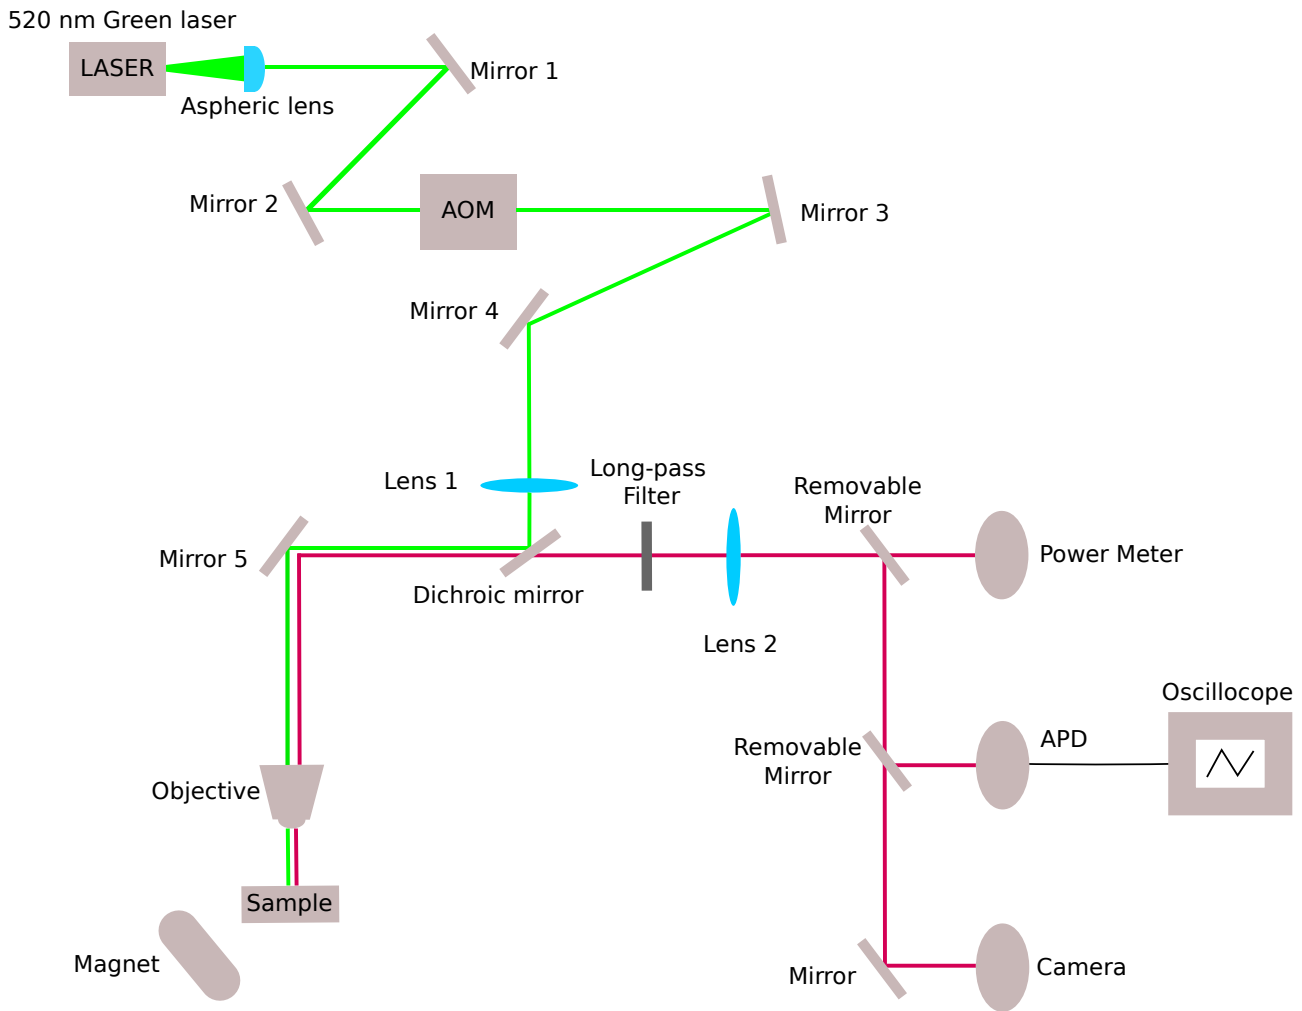 520 nm Green laser
LASER
Aspheric lens
Mirror 1
Mirror 2
AOM
Mirror 3
Mirror 4
Lens 1
Long-pass
Filter
Removable
Mirror
Mirror 5
Dichroic mirror
Power Meter
Lens 2
Oscillocope
Removable
Mirror
APD
Objective
Sample
Magnet
Mirror
Camera